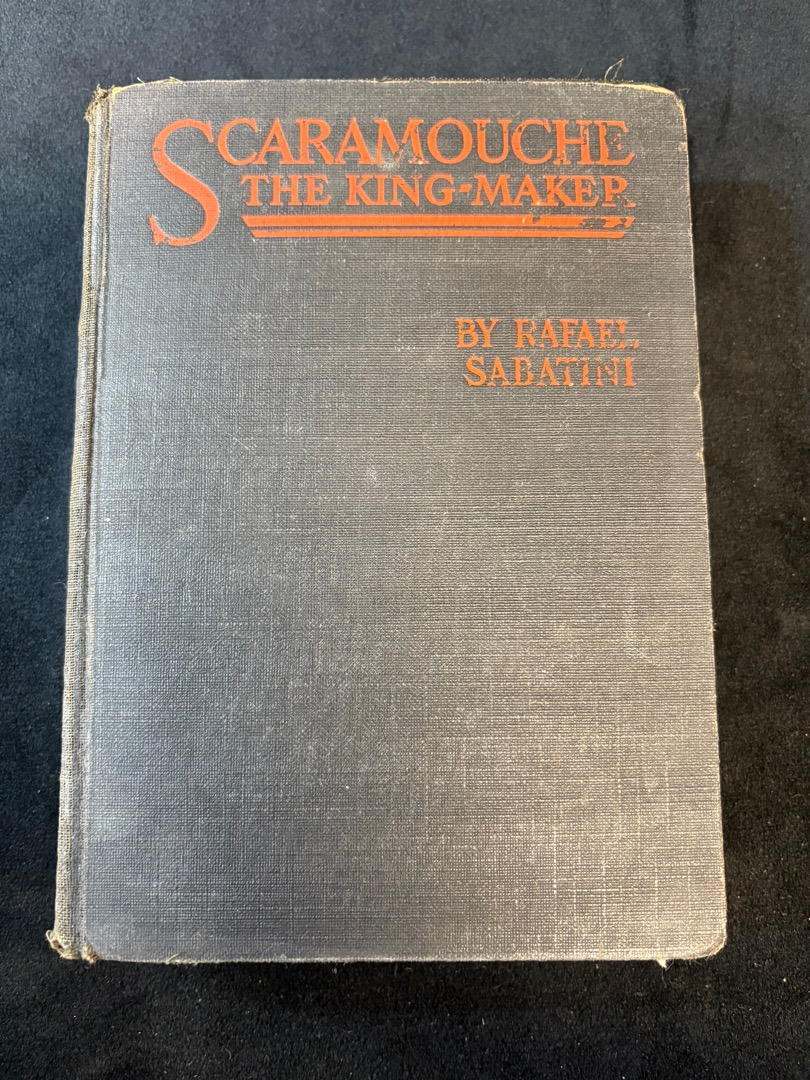 SCARAMOUCHE
THE KING-MAKER
BY RAFAEL
SABATINI